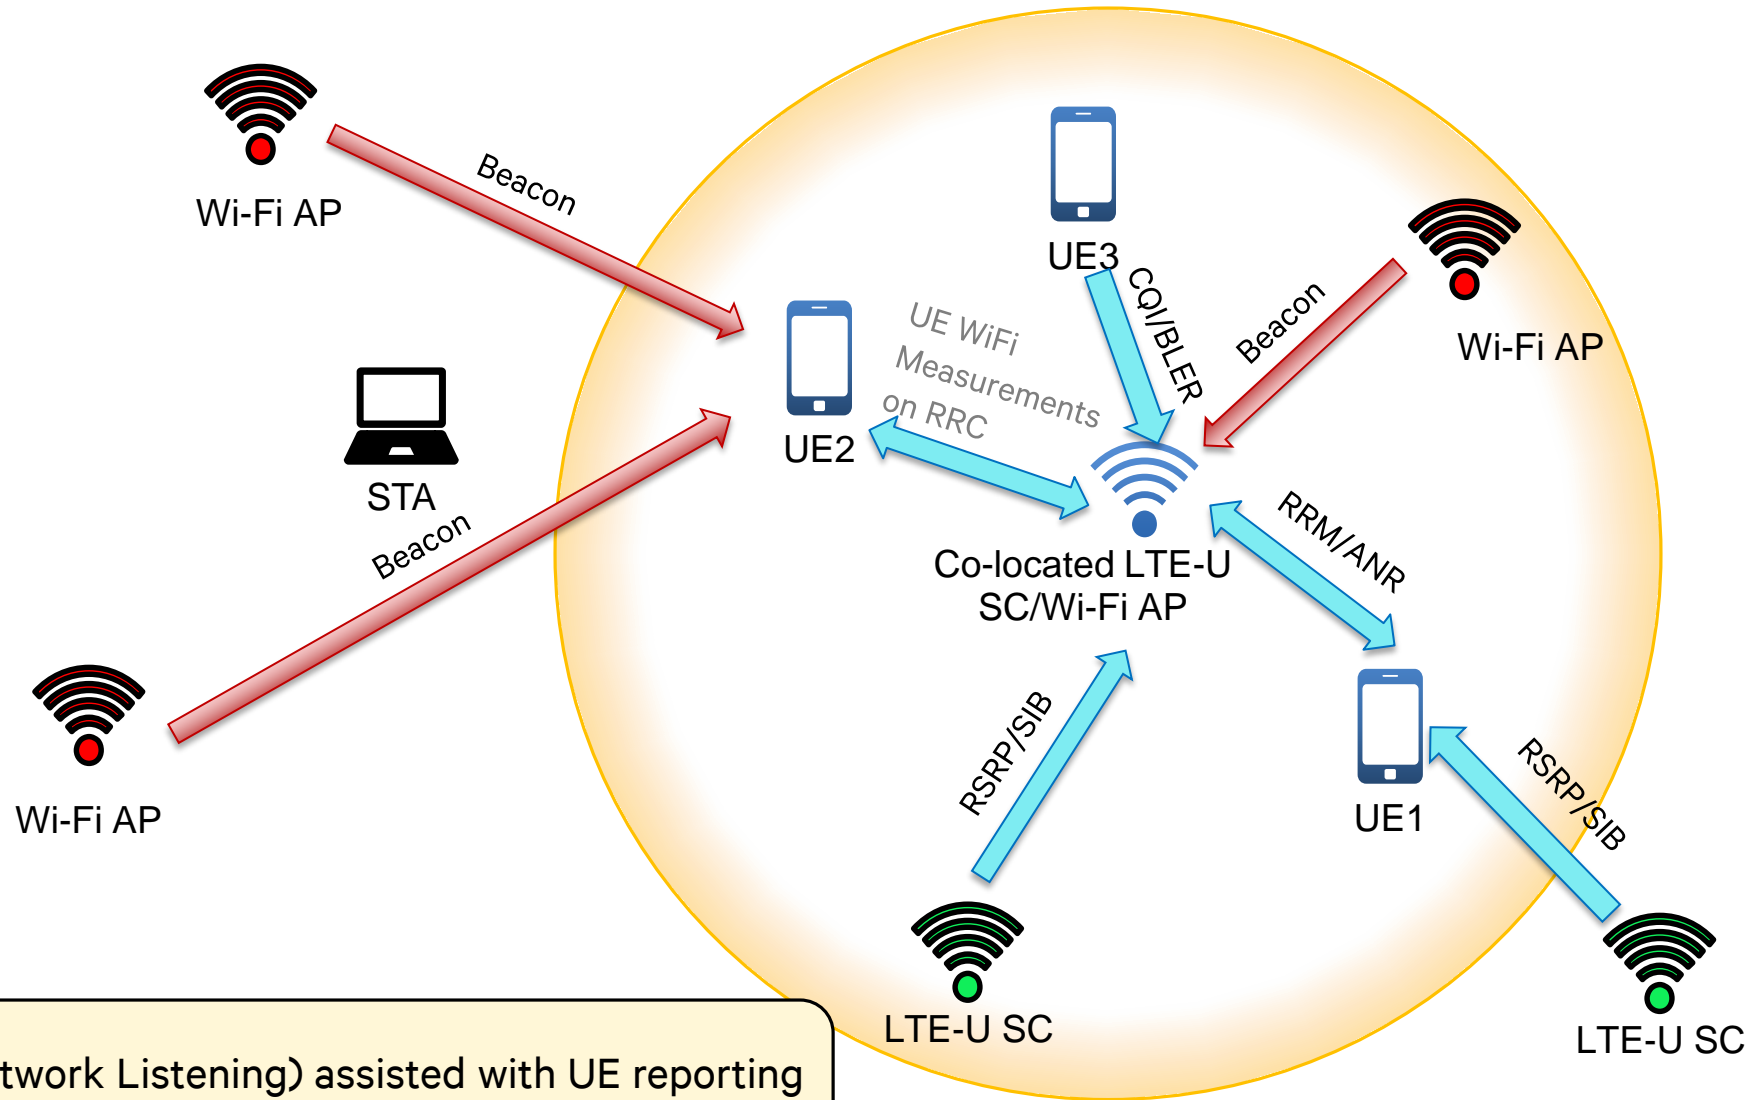 Wi-Fi AP
Beacon
UE3
CQI/BLER
Beacon
Wi-Fi AP
UE WiFi
Measurements
on RRC
UE2
STA
Beacon
Co-located LTE-U
SC/Wi-Fi AP
RRM/ANR
RSRP/SIB
UE1
RSRP/SIB
Wi-Fi AP
LTE-U SC
LTE-U SC
Listening) assisted with UE reporting